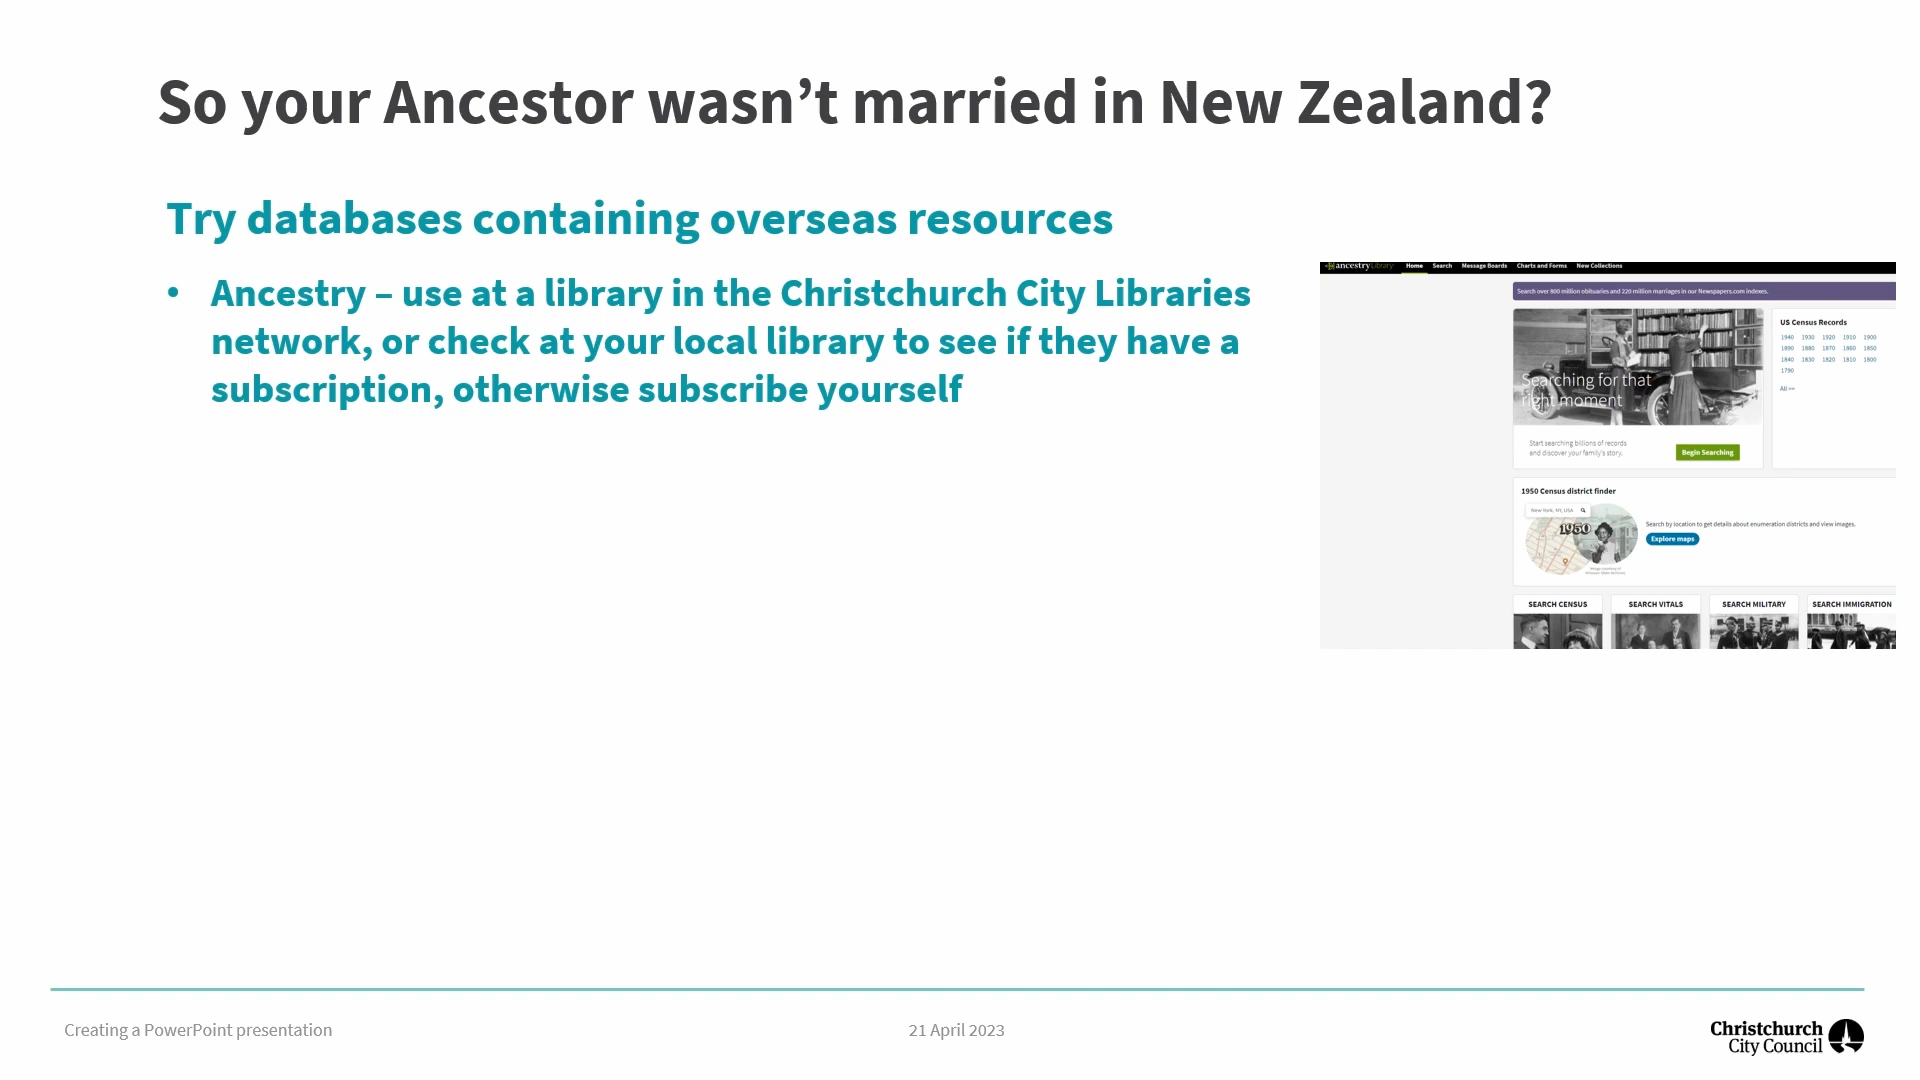 So your Ancestor wasn’t married in New Zealand?
Try databases containing overseas resources
• Ancestry – use at a library in the Christchurch City Libraries
network, or check at your local library to see if they have a
subscription, otherwise subscribe yourself
ancestryLibrary Home Search Message Boards Charts and Forms New Collections
Search over 800 million obituaries and 220 million marriages in our Newspapers.com indexes.
Searching for that
right moment
Start searching billions of records
and discover your family's story.
Begin Searching
US Census Records
1940 1930 1920 1910 1900
1890 1880 1870 1860 1850
1840 1830 1820 1810 1800
1790
All >>
1950 Census district finder
New York, NY, USA
1950
Search by location to get details about enumeration districts and view images.
Explore maps
SEARCH CENSUS SEARCH VITALS SEARCH MILITARY SEARCH IMMIGRATION
Creating a PowerPoint presentation
21 April 2023
Christchurch
City Council